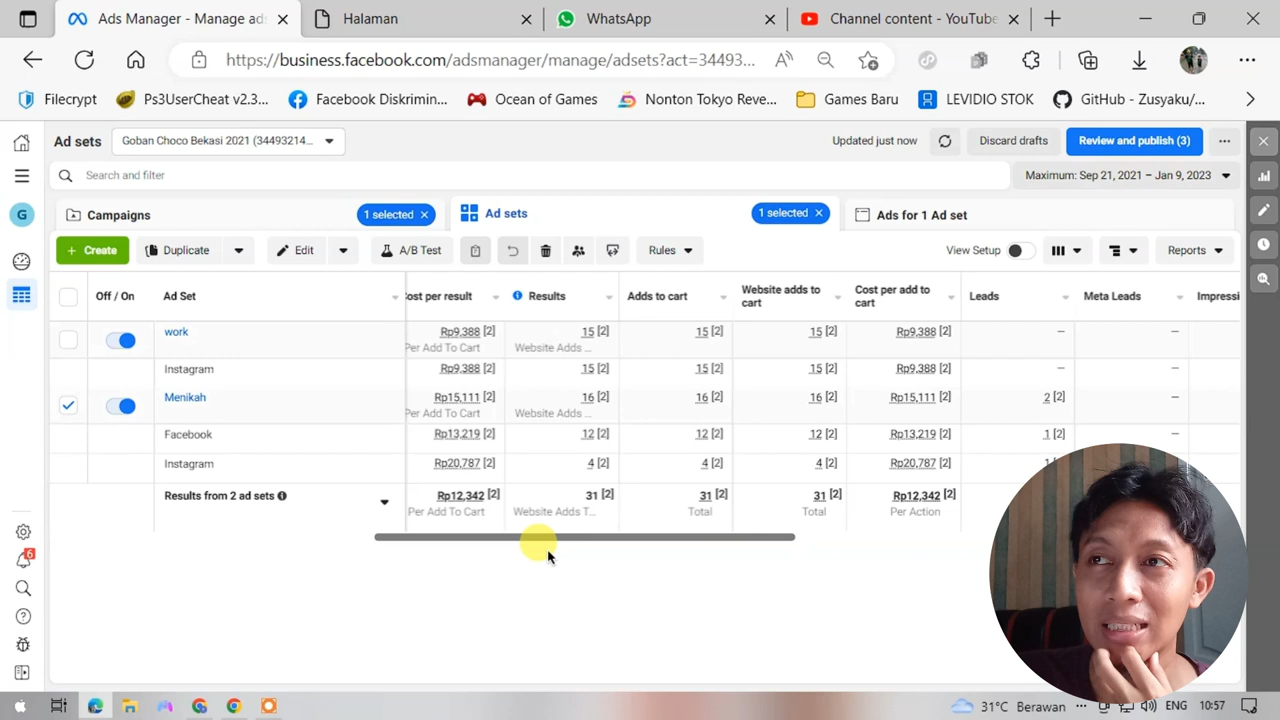 Ads Manager - Manage ad
Halaman
WhatsApp
Channel content - YouTube
https://business.facebook.com/adsmanager/manage/adsets?act=34493...
Filecrypt
Ps3UserCheat v2.3...
Facebook Diskrimin...
Ocean of Games
Nonton Tokyo Reve...
Games Baru
LEVIDIO STOK
GitHub - Zusyaku/...
Ad sets
Goban Choco Bekasi 2021 (34493214...
Updated just now
Discard drafts
Review and publish (3)
Search and filter
Maximum: Sep 21, 2021 – Jan 9, 2023
Campaigns
1 selected
Ad sets
1 selected
Ads for 1 Ad set
+ Create
Duplicate
Edit
A/B Test
Rules
View Setup
Reports
Off / On
Ad Set
Cost per result
Results
Adds to cart
Website adds to cart
Cost per add to cart
Leads
Meta Leads
Impressi
work
Rp9,388 [2]
Per Add To Cart
15 [2]
Website Adds ...
15 [2]
15 [2]
Rp9,388 [2]
—
—
Instagram
Rp9,388 [2]
15 [2]
15 [2]
15 [2]
Rp9,388 [2]
—
—
Menikah
Rp15,111 [2]
Per Add To Cart
16 [2]
Website Adds ...
16 [2]
16 [2]
Rp15,111 [2]
2 [2]
—
Facebook
Rp13,219 [2]
12 [2]
12 [2]
12 [2]
Rp13,219 [2]
1 [2]
—
Instagram
Rp20,787 [2]
4 [2]
4 [2]
4 [2]
Rp20,787 [2]
Results from 2 ad sets
Rp12,342 [2]
Per Add To Cart
31 [2]
Website Adds T...
31 [2]
Total
31 [2]
Total
Rp12,342 [2]
Per Action
G
6
31°C Berawan
ENG
10:57